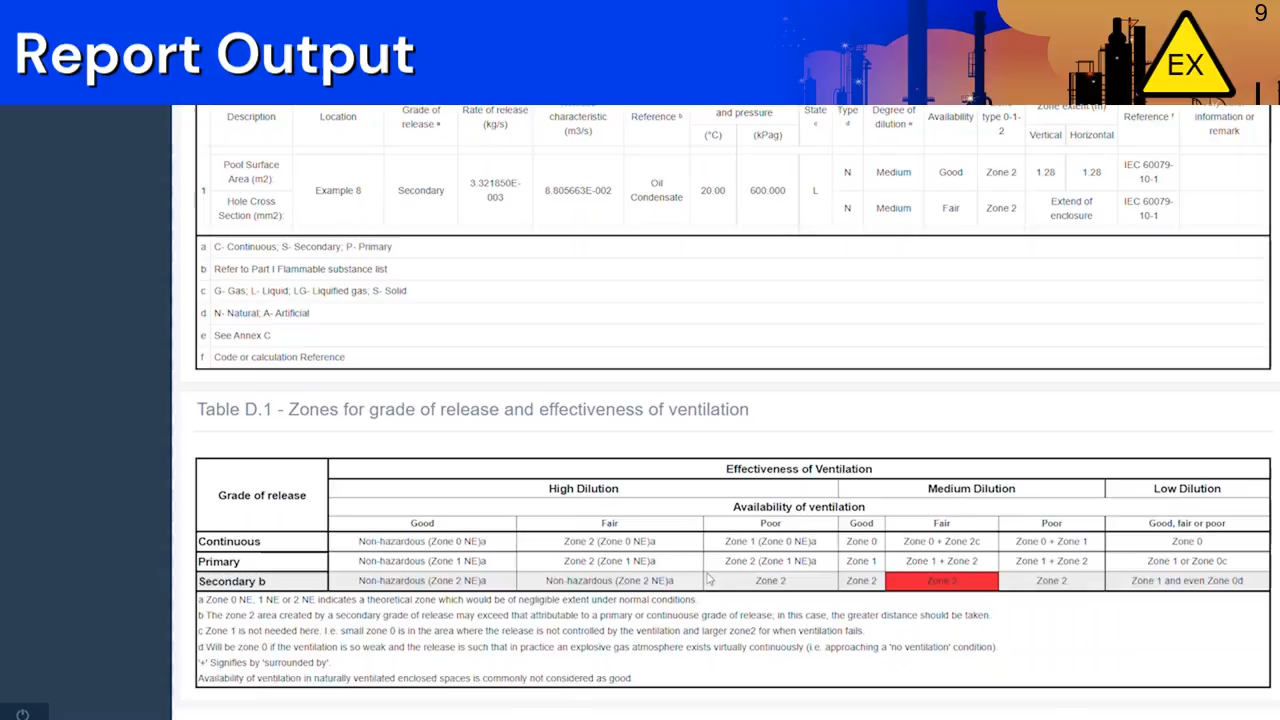 9
Report Output
EX
Description
Location
Grade of
release a
Rate of release
(kg/s)
characteristic
(m3/s)
Reference b
and pressure
(°C)
(kPag)
State
c
Type
d
Degree of
dilution e
Availability
type 0-1-
2
Zone extent (m)
Vertical
Horizontal
Reference f
information or
remark
1
Pool Surface
Area (m2):
Hole Cross
Section (mm2):
Example 8
Secondary
3.321850E-
003
8.805663E-002
Oil
Condensate
20.00
600.000
L
N
Medium
Good
Zone 2
1.28
1.28
IEC 60079-
10-1
N
Medium
Fair
Zone 2
Extend of
enclosure
IEC 60079-
10-1
a C- Continuous; S- Secondary; P- Primary
b Refer to Part I Flammable substance list
c G- Gas; L- Liquid; LG- Liquified gas; S- Solid
d N- Natural; A- Artificial
e See Annex C
f Code or calculation Reference
Table D.1 - Zones for grade of release and effectiveness of ventilation
Grade of release
Effectiveness of Ventilation
High Dilution
Medium Dilution
Low Dilution
Availability of ventilation
Good Fair Poor Good Fair Poor Good, fair or poor
Continuous Non-hazardous (Zone 0 NE)a Zone 2 (Zone 0 NE)a Zone 1 (Zone 0 NE)a Zone 0 Zone 0 + Zone 2c Zone 0 + Zone 1 Zone 0
Primary Non-hazardous (Zone 1 NE)a Zone 2 (Zone 1 NE)a Zone 2 (Zone 1 NE)a Zone 1 Zone 1 + Zone 2 Zone 1 + Zone 2 Zone 1 or Zone 0c
Secondary b Non-hazardous (Zone 2 NE)a Non-hazardous (Zone 2 NE)a Zone 2 Zone 2 Zone 2 Zone 2 Zone 1 and even Zone 0d
a Zone 0 NE, 1 NE or 2 NE indicates a theoretical zone which would be of negligible extent under normal conditions.
b The zone 2 area created by a secondary grade of release may exceed that attributable to a primary or continuouse grade of release; in this case, the greater distance should be taken.
c Zone 1 is not needed here. I.e. small zone 0 is in the area where the release is not controlled by the ventilation and larger zone2 for when ventilation fails.
d Will be zone 0 if the ventilation is so weak and the release is such that in practice an explosive gas atmosphere exists virtually continuously (i.e. approaching a 'no ventilation' condition).
'+' Signifies by 'surrounded by'.
Availability of ventilation in naturally ventilated enclosed spaces is commonly not considered as good.